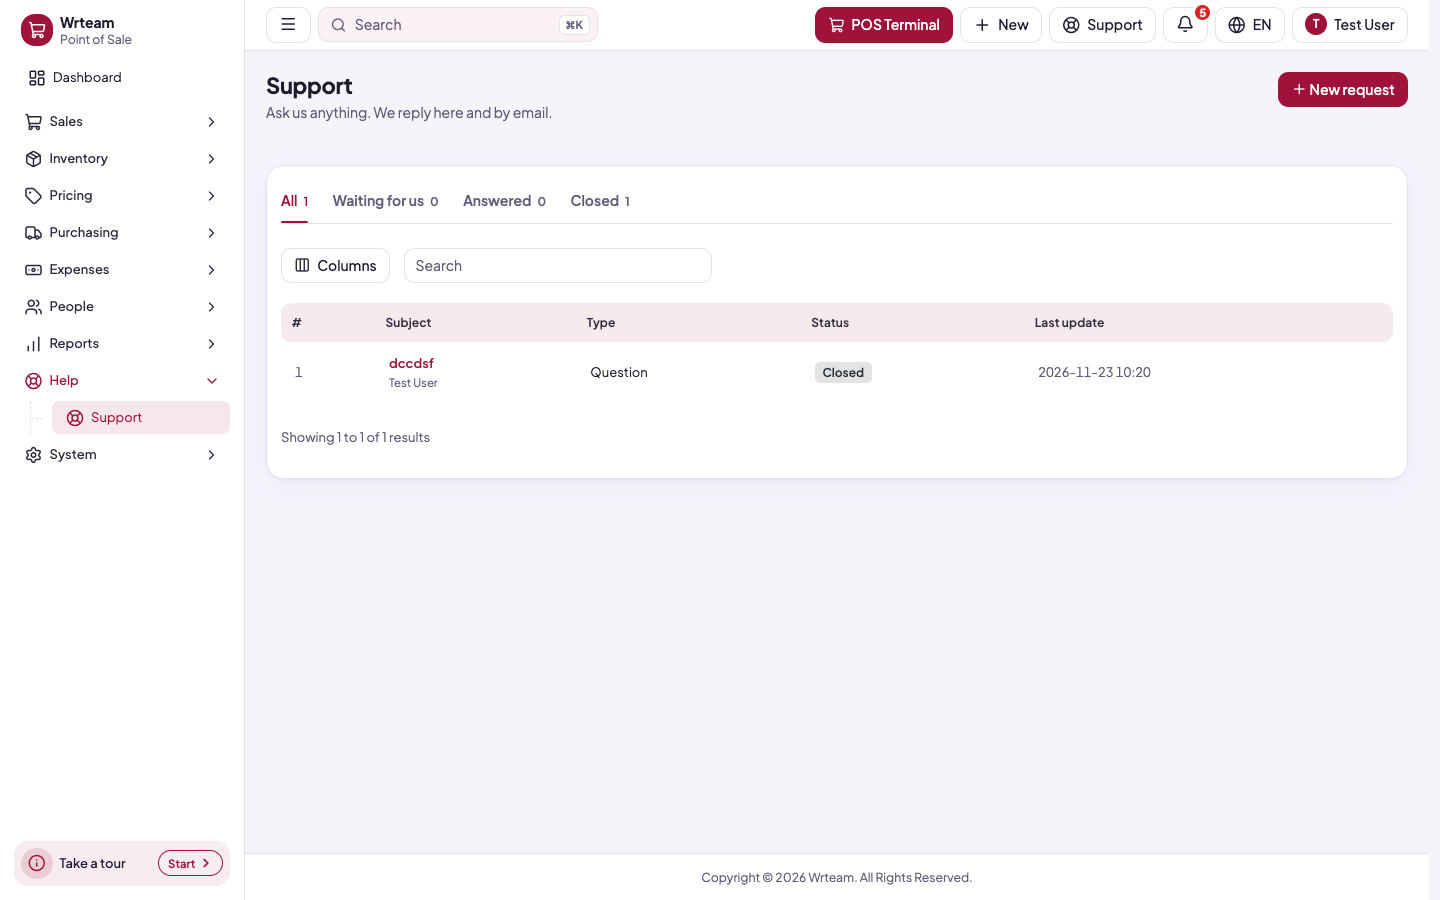 Wrteam
Point of Sale
Search
⌘K
POS Terminal
New
Support
5
EN
T
Test User
Dashboard
Sales
Inventory
Pricing
Purchasing
Expenses
People
Reports
Help
Support
System
Take a tour
Start
Support
Ask us anything. We reply here and by email.
+ New request
All 1
Waiting for us 0
Answered 0
Closed 1
Columns
Search
# Subject Type Status Last update
1 dccdsf Question Closed 2026-11-23 10:20
Test User
Showing 1 to 1 of 1 results
Copyright © 2026 Wrteam. All Rights Reserved.